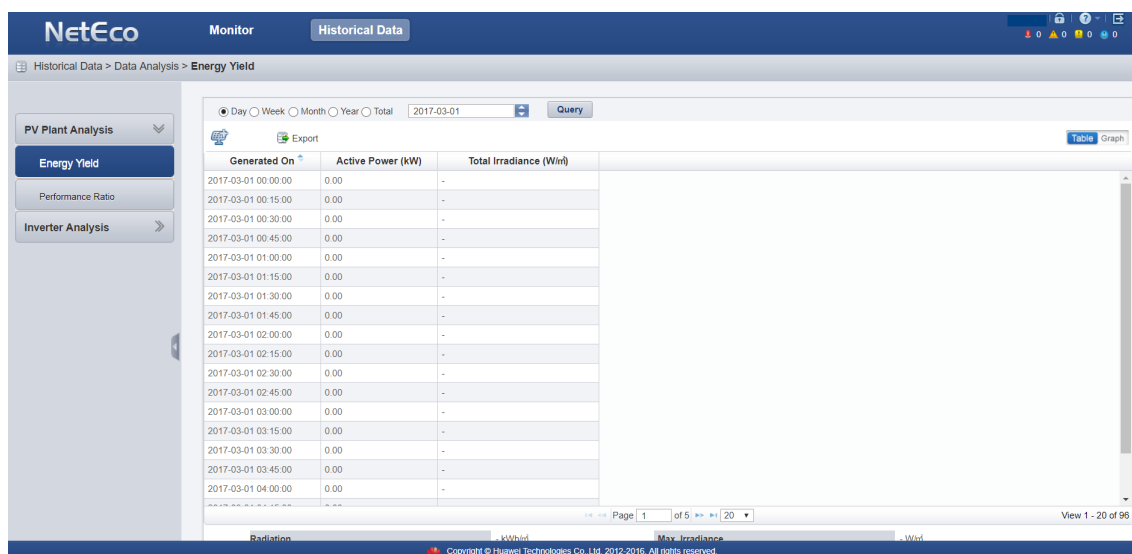 NetEco Monitor Historical Data
0 0 0 0
Historical Data > Data Analysis > Energy Yield
Day Week Month Year Total 2017-03-01 Query
PV Plant Analysis
Export Table Graph
Energy Yield
Generated On Active Power (kW) Total Irradiance (W/㎡)
2017-03-01 00:00:00 0.00 -
Performance Ratio
2017-03-01 00:15:00 0.00 -
2017-03-01 00:30:00 0.00 -
Inverter Analysis
2017-03-01 00:45:00 0.00 -
2017-03-01 01:00:00 0.00 -
2017-03-01 01:15:00 0.00 -
2017-03-01 01:30:00 0.00 -
2017-03-01 01:45:00 0.00 -
2017-03-01 02:00:00 0.00 -
2017-03-01 02:15:00 0.00 -
2017-03-01 02:30:00 0.00 -
2017-03-01 02:45:00 0.00 -
2017-03-01 03:00:00 0.00 -
2017-03-01 03:15:00 0.00 -
2017-03-01 03:30:00 0.00 -
2017-03-01 03:45:00 0.00 -
2017-03-01 04:00:00 0.00 -
Page 1 of 5 20 View 1 - 20 of 96
Radiation - kWh/㎡ Max. Irradiance - W/㎡
Copyright © Huawei Technologies Co. Ltd. 2012-2016. All rights reserved.